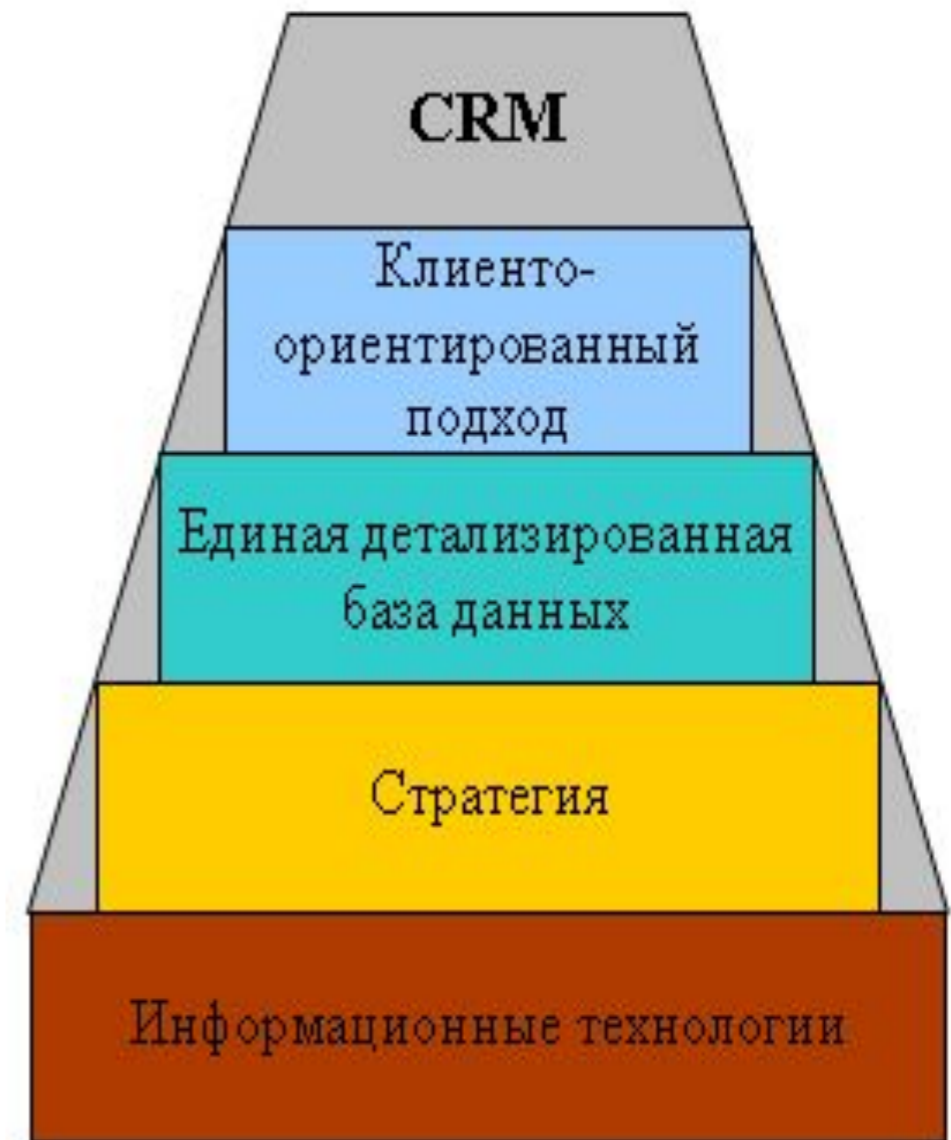 CRM
Клиенто-
ориентированный
подход
Единая детализированная
база данных
Стратегия
Информационные технологии